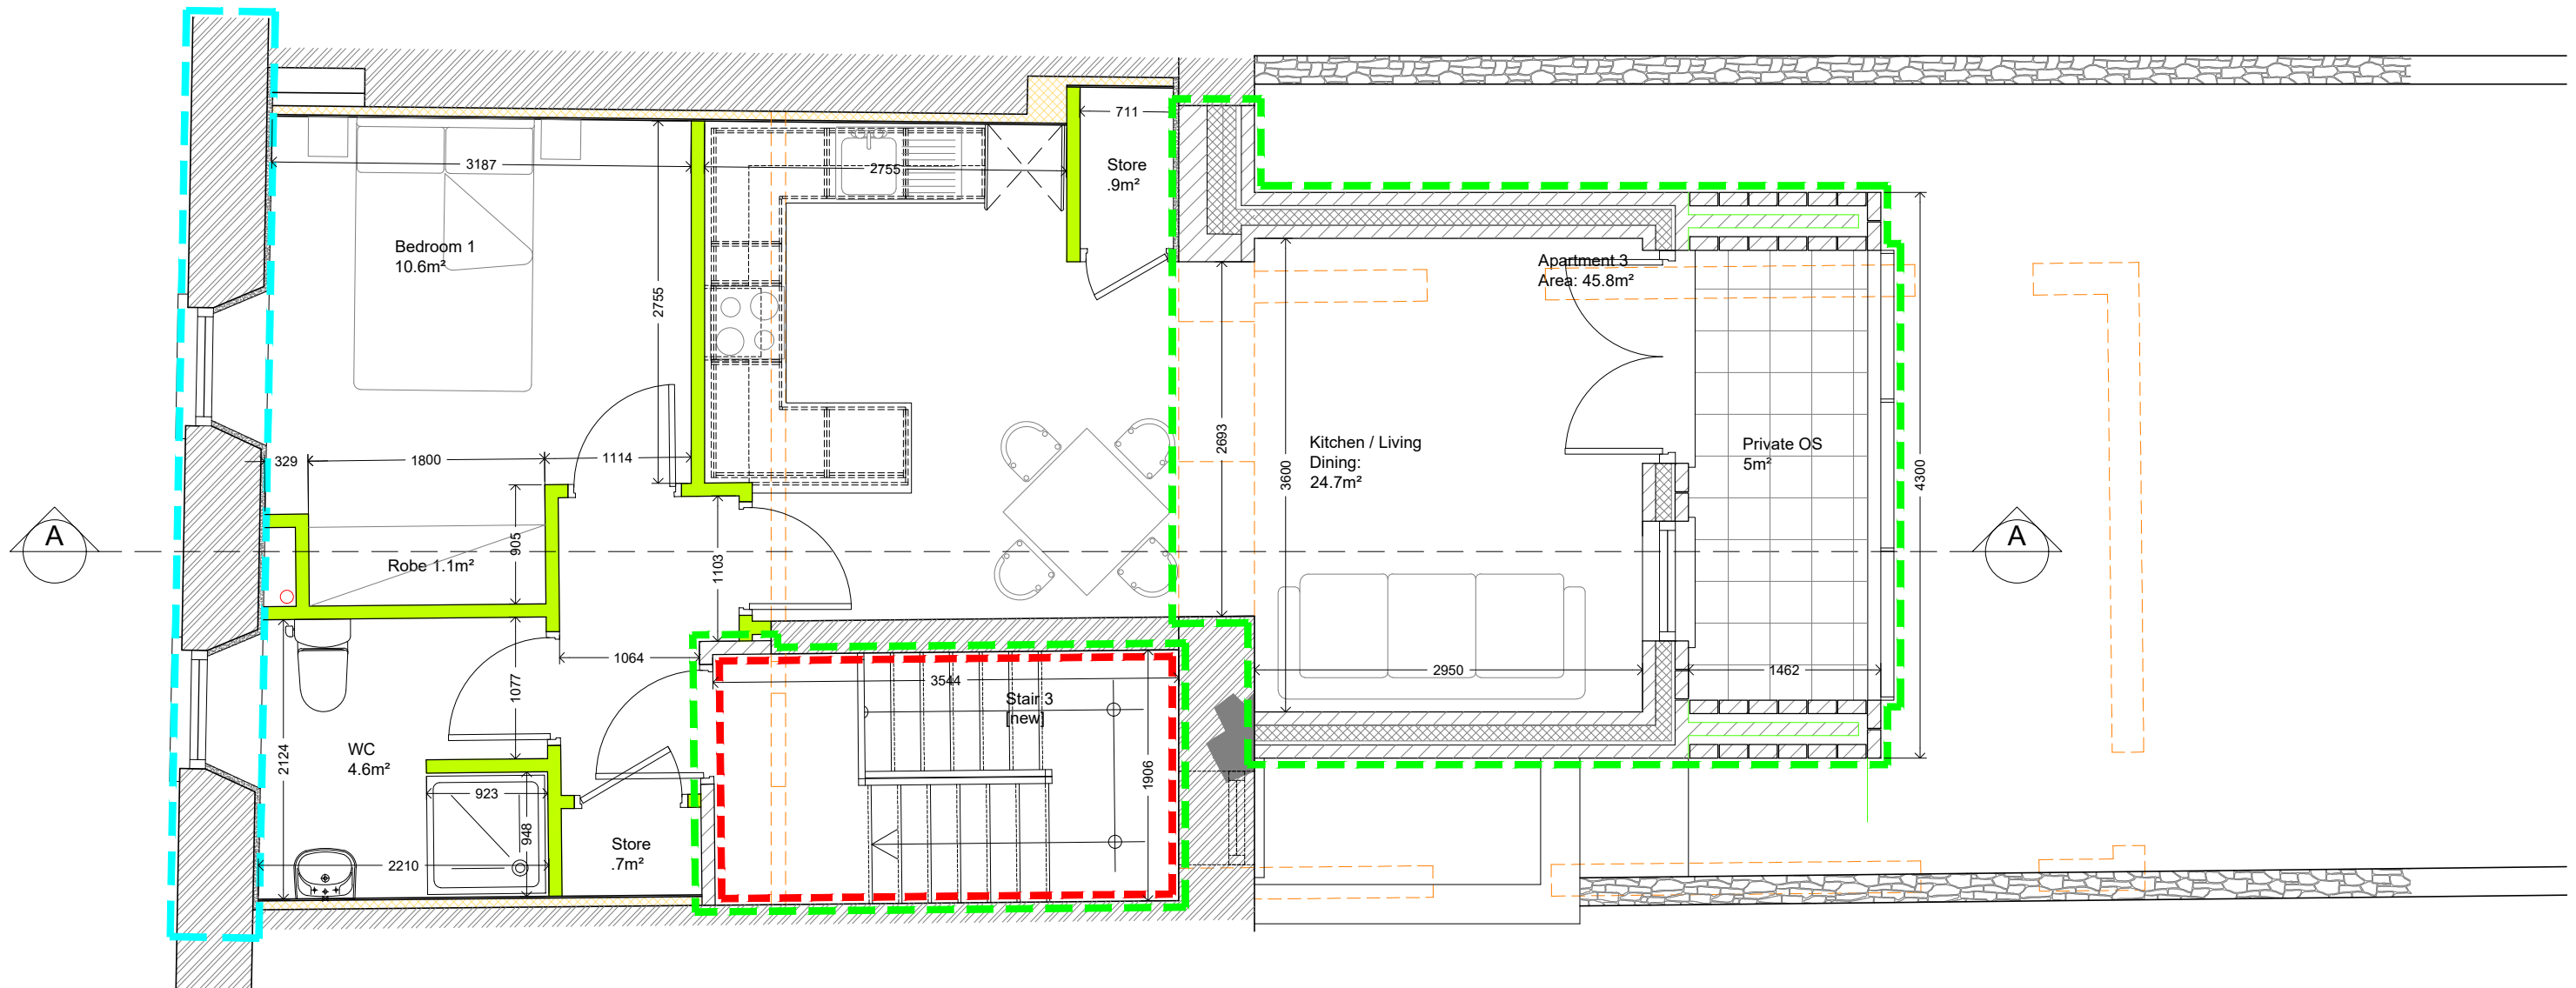 711
Store
.9m²
3187
2755
Bedroom 1
10.6m²
2755
Apartment 3
Area: 45.8m²
2693
Kitchen / Living
Dining:
24.7m²
3600
Private OS
5m²
4300
329
1800
1114
A
905
Robe 1.1m²
1103
A
1064
1077
3544
Stair 3
[new]
2950
1462
WC
4.6m²
2124
923
948
1906
Store
.7m²
2210